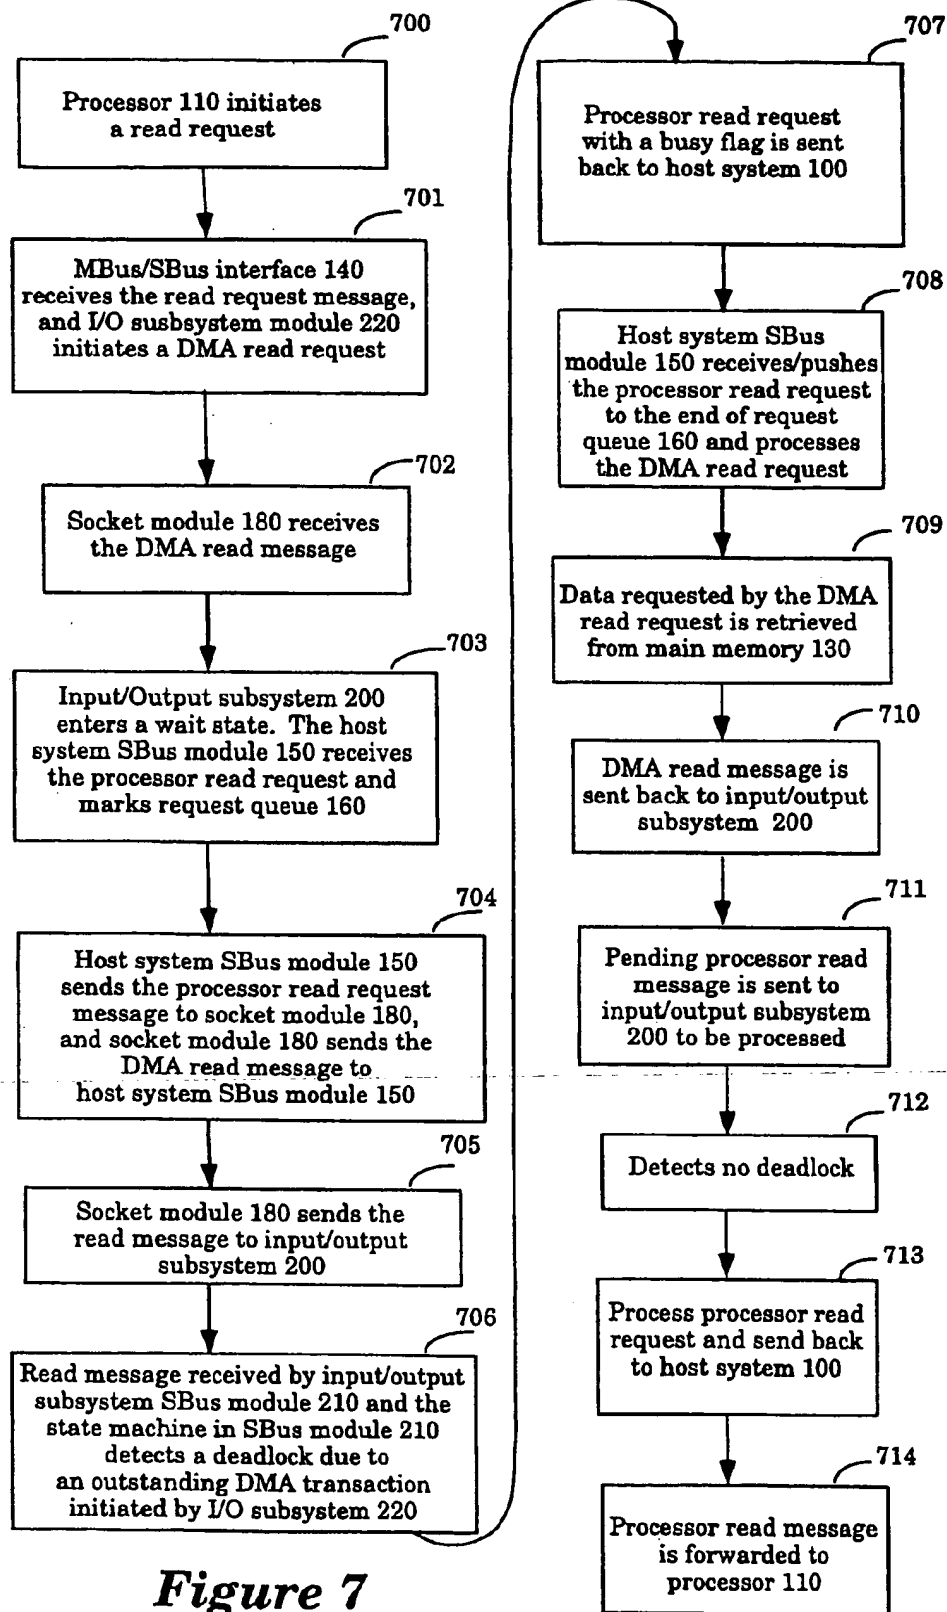 700
Processor 110 initiates
a read request
701
MBus/SBus interface 140
receives the read request message,
and I/O susbsystem module 220
initiates a DMA read request
702
Socket module 180 receives
the DMA read message
703
Input/Output subsystem 200
enters a wait state. The host
system SBus module 150 receives
the processor read request and
marks request queue 160
704
Host system SBus module 150
sends the processor read request
message to socket module 180,
and socket module 180 sends the
DMA read message to
host system SBus module 150
705
Socket module 180 sends the
read message to input/output
subsystem 200
706
Read message received by input/output
subsystem SBus module 210 and the
state machine in SBus module 210
detects a deadlock due to
an outstanding DMA transaction
initiated by I/O subsystem 220
707
Processor read request
with a busy flag is sent
back to host system 100
708
Host system SBus
module 150 receives/pushes
the processor read request
to the end of request
queue 160 and processes
the DMA read request
709
Data requested by the DMA
read request is retrieved
from main memory 130
710
DMA read message is
sent back to input/output
subsystem 200
711
Pending processor read
message is sent to
input/output subsystem
200 to be processed
712
Detects no deadlock
713
Process processor read
request and send back
to host system 100
714
Processor read message
is forwarded to
processor 110
Figure 7